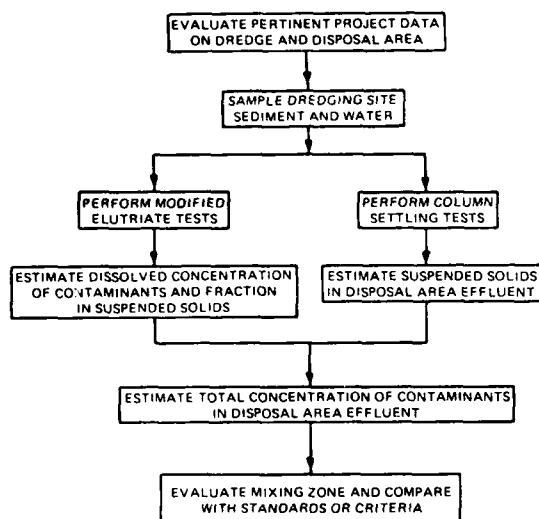 EVALUATE PERTINENT PROJECT DATA
ON DREDGE AND DISPOSAL AREA
SAMPLE DREDGING SITE
SEDIMENT AND WATER
PERFORM MODIFIED
ELUTRIATE TESTS
PERFORM COLUMN
SETTLING TESTS
ESTIMATE DISSOLVED CONCENTRATION
OF CONTAMINANTS AND FRACTION
IN SUSPENDED SOLIDS
ESTIMATE SUSPENDED SOLIDS
IN DISPOSAL AREA EFFLUENT
ESTIMATE TOTAL CONCENTRATION OF CONTAMINANTS
IN DISPOSAL AREA EFFLUENT
EVALUATE MIXING ZONE AND COMPARE
WITH STANDARDS OR CRITERIA